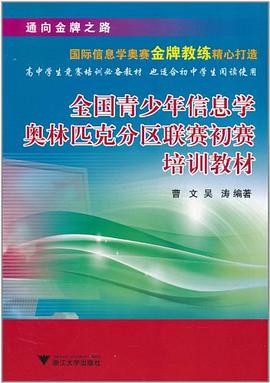 通向金牌之路
国际信息学奥赛金牌教练精心打造
高中学生竞赛培训必备教材 也适合初中学生阅读使用
全国青少年信息学
奥林匹克分区联赛初赛
培训教材
曹 文 吴 涛 编著
浙江大学出版社